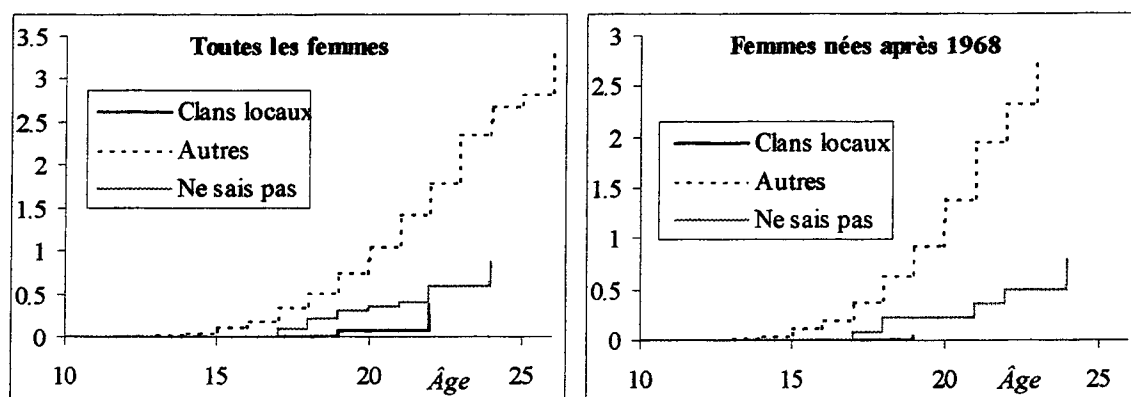 Toutes les femmes
3.5
3
2.5
2
1.5
1
0.5
0
Clans locaux
Autres
Ne sais pas
10 15 20 Âge 25
Femmes nées après 1968
3
2.5
2
1.5
1
0.5
0
Clans locaux
Autres
Ne sais pas
10 15 20 Âge 25